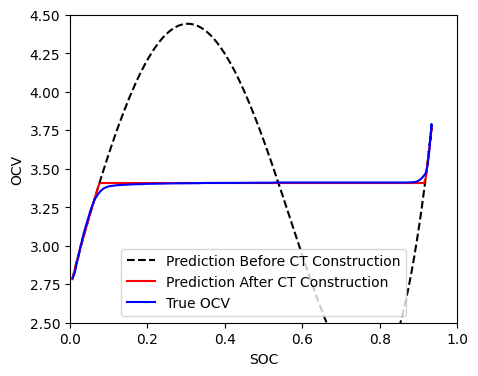 4.50
4.25
4.00
3.75
3.50
3.25
3.00
2.75
2.50
OCV
Prediction Before CT Construction
Prediction After CT Construction
True OCV
0.0 0.2 0.4 0.6 0.8 1.0
SOC